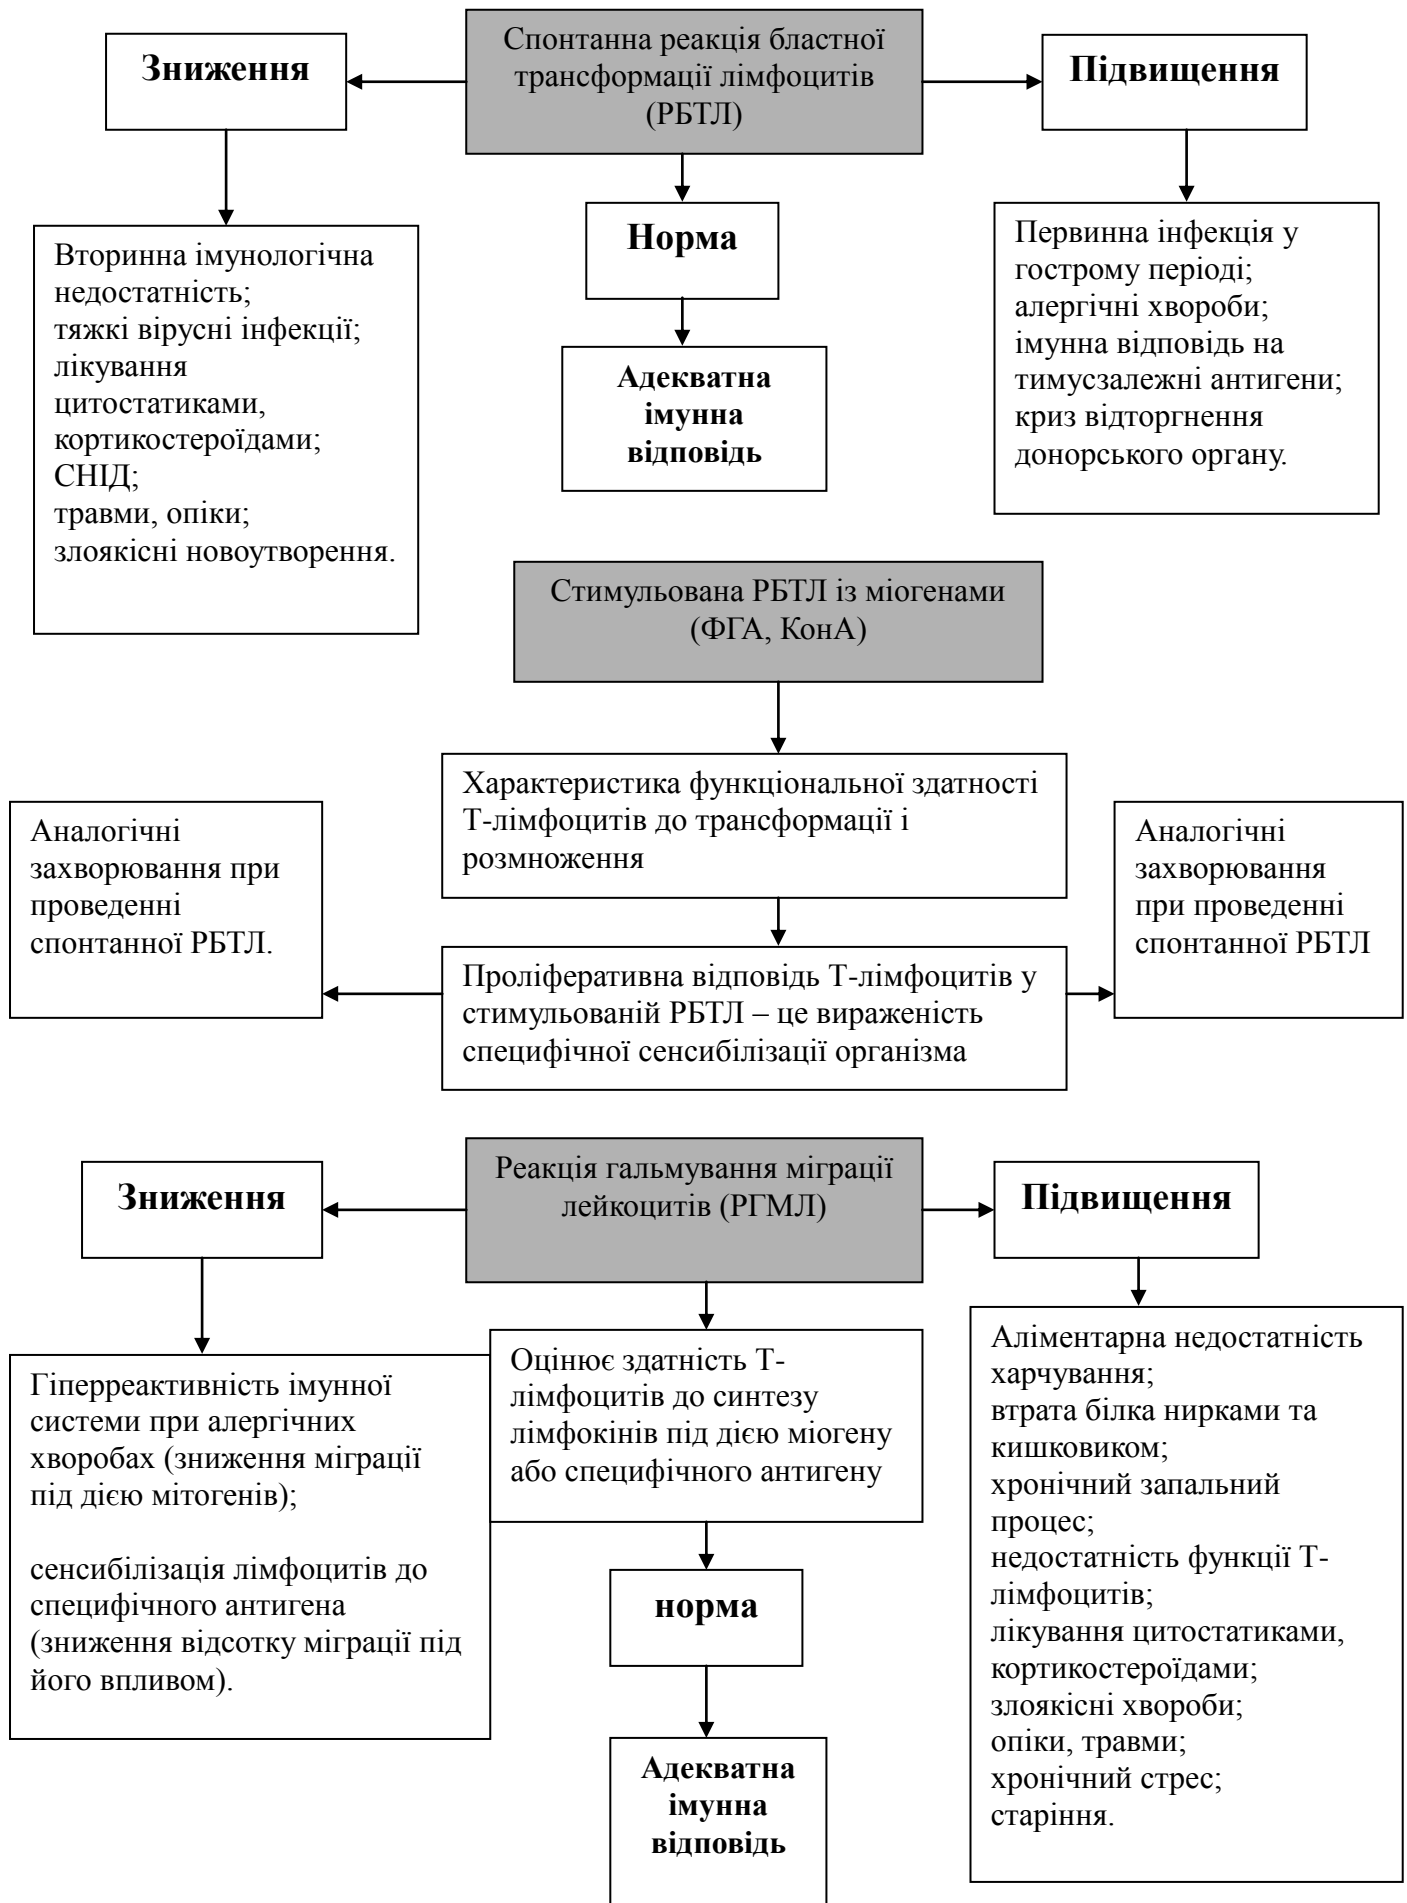 Спонтанна реакція бластної
трансформації лімфоцитів
(РБТЛ)
Зниження
Підвищення
Норма
Вторинна імунологічна
недостатність;
тяжкі вірусні інфекції;
лікування
цитостатиками,
кортикостероїдами;
СНІД;
травми, опіки;
злоякісні новоутворення.
Адекватна
імунна
відповідь
Первинна інфекція у
гострому періоді;
алергічні хвороби;
імунна відповідь на
тимусзалежні антигени;
криз відторгнення
донорського органу.
Стимульована РБТЛ із міогенами
(ФГА, КонА)
Характеристика функціональної здатності
Т-лімфоцитів до трансформації і
розмноження
Аналогічні
захворювання при
проведенні
спонтанної РБТЛ.
Проліферативна відповідь Т-лімфоцитів у
стимульованій РБТЛ – це вираженість
специфічної сенсибілізації організма
Аналогічні
захворювання
при проведенні
спонтанної РБТЛ
Реакція гальмування міграції
лейкоцитів (РГМЛ)
Зниження
Підвищення
Гіперреактивність імунної
системи при алергічних
хворобах (зниження міграції
під дією мітогенів);
сенсибілізація лімфоцитів до
специфічного антигена
(зниження відсотку міграції під
його впливом).
Оцінює здатність Т-
лімфоцитів до синтезу
лімфокінів під дією міогену
або специфічного антигену
норма
Адекватна
імунна
відповідь
Аліментарна недостатність
харчування;
втрата білка нирками та
кишковиком;
хронічний запальний
процес;
недостатність функції Т-
лімфоцитів;
лікування цитостатиками,
кортикостероїдами;
злоякісні хвороби;
опіки, травми;
хронічний стрес;
старіння.